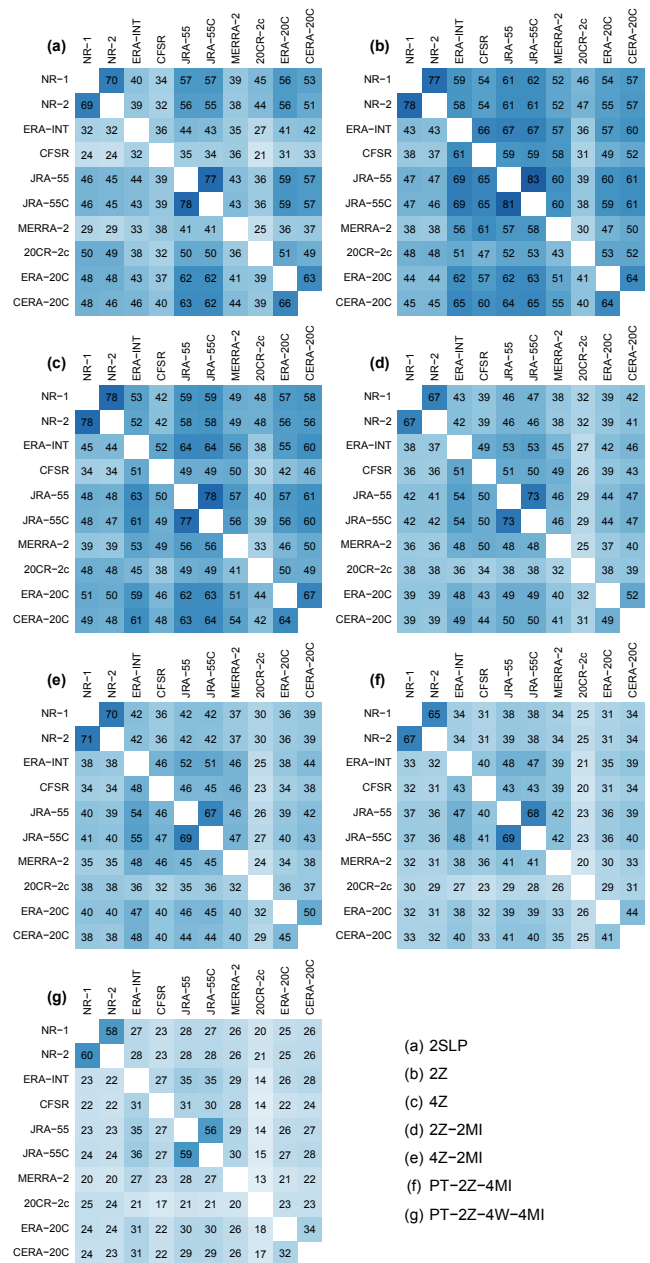 (a) NR−1 NR−2 ERA−INT CFSR JRA−55 JRA−55C MERRA−2 20CR−2c ERA−20C CERA−20C
NR−1 70 40 34 57 57 39 45 56 53
NR−2 69 39 32 56 55 38 44 56 51
ERA−INT 32 32 36 44 43 35 27 41 42
CFSR 24 24 32 35 34 36 21 31 33
JRA−55 46 45 44 39 77 43 36 59 57
JRA−55C 46 45 43 39 78 43 36 59 57
MERRA−2 29 29 33 38 41 41 25 36 37
20CR−2c 50 49 38 32 50 50 36 51 49
ERA−20C 48 48 43 37 62 62 41 39 63
CERA−20C 48 46 46 40 63 62 44 39 66
(b) NR−1 NR−2 ERA−INT CFSR JRA−55 JRA−55C MERRA−2 20CR−2c ERA−20C CERA−20C
NR−1 77 59 54 61 62 52 46 54 57
NR−2 78 58 54 61 61 52 47 55 57
ERA−INT 43 43 66 67 67 57 36 57 60
CFSR 38 37 61 59 59 58 31 49 52
JRA−55 47 47 69 65 83 60 39 60 61
JRA−55C 47 47 69 65 81 60 38 59 61
MERRA−2 38 38 56 61 57 58 30 47 50
20CR−2c 48 48 51 47 52 53 43 53 52
ERA−20C 44 44 62 57 62 63 51 41 64
CERA−20C 45 45 65 60 64 65 55 40 64
(c) NR−1 NR−2 ERA−INT CFSR JRA−55 JRA−55C MERRA−2 20CR−2c ERA−20C CERA−20C
NR−1 78 53 42 59 59 49 48 57 58
NR−2 78 52 42 58 58 49 48 56 56
ERA−INT 45 44 52 64 64 56 38 55 60
CFSR 34 34 51 49 49 50 30 42 46
JRA−55 48 48 63 50 78 57 40 57 61
JRA−55C 48 47 61 49 77 56 39 56 60
MERRA−2 39 39 53 49 56 56 33 46 50
20CR−2c 48 48 45 38 49 49 41 50 49
ERA−20C 51 50 59 46 62 63 51 44 67
CERA−20C 49 48 61 48 63 64 54 42 64
(d) NR−1 NR−2 ERA−INT CFSR JRA−55 JRA−55C MERRA−2 20CR−2c ERA−20C CERA−20C
NR−1 67 43 39 46 47 38 32 39 42
NR−2 67 42 39 46 46 38 32 39 41
ERA−INT 38 37 49 53 53 45 27 42 46
CFSR 36 36 51 51 50 49 26 39 43
JRA−55 42 41 54 50 73 46 29 44 47
JRA−55C 42 42 54 50 73 46 29 44 47
MERRA−2 36 36 48 50 48 48 25 37 40
20CR−2c 38 38 36 34 38 38 32 38 39
ERA−20C 39 39 48 43 49 49 40 32 52
CERA−20C 39 39 49 44 50 50 41 31 49
(e) NR−1 NR−2 ERA−INT CFSR JRA−55 JRA−55C MERRA−2 20CR−2c ERA−20C CERA−20C
NR−1 70 42 36 42 42 37 30 36 39
NR−2 71 42 36 42 42 37 30 36 39
ERA−INT 38 38 46 52 51 46 26 38 44
CFSR 34 34 48 46 45 46 23 34 38
JRA−55 40 39 54 46 67 46 26 39 42
JRA−55C 41 40 55 47 69 47 27 40 43
MERRA−2 35 35 48 46 45 45 24 34 38
20CR−2c 38 38 36 32 35 36 32 36 37
ERA−20C 40 40 47 40 46 45 40 32 50
CERA−20C 38 38 48 40 44 44 40 29 45
(f) NR−1 NR−2 ERA−INT CFSR JRA−55 JRA−55C MERRA−2 20CR−2c ERA−20C CERA−20C
NR−1 65 34 31 38 38 34 25 31 34
NR−2 67 34 31 39 38 34 25 31 34
ERA−INT 33 32 40 48 47 39 21 35 39
CFSR 32 31 43 43 43 39 20 31 34
JRA−55 37 36 47 40 68 42 23 36 39
JRA−55C 37 36 48 41 69 42 23 36 40
MERRA−2 32 31 38 36 41 41 20 30 33
20CR−2c 30 29 27 23 29 28 26 29 31
ERA−20C 32 31 38 32 39 39 33 26 44
CERA−20C 33 32 40 33 41 40 35 25 41
(g) NR−1 NR−2 ERA−INT CFSR JRA−55 JRA−55C MERRA−2 20CR−2c ERA−20C CERA−20C
NR−1 58 27 23 28 27 26 20 25 26
NR−2 60 28 23 28 28 26 21 25 26
ERA−INT 23 22 27 35 35 29 14 26 28
CFSR 22 22 31 31 30 28 14 22 24
JRA−55 23 23 35 27 56 29 14 26 27
JRA−55C 24 24 36 27 59 30 15 27 28
MERRA−2 20 20 27 23 28 27 13 21 22
20CR−2c 25 24 21 17 21 21 20 23 23
ERA−20C 24 24 31 22 30 30 26 18 34
CERA−20C 24 23 31 22 29 29 26 17 32
(a) 2SLP
(b) 2Z
(c) 4Z
(d) 2Z−2MI
(e) 4Z−2MI
(f) PT−2Z−4MI
(g) PT−2Z−4W−4MI